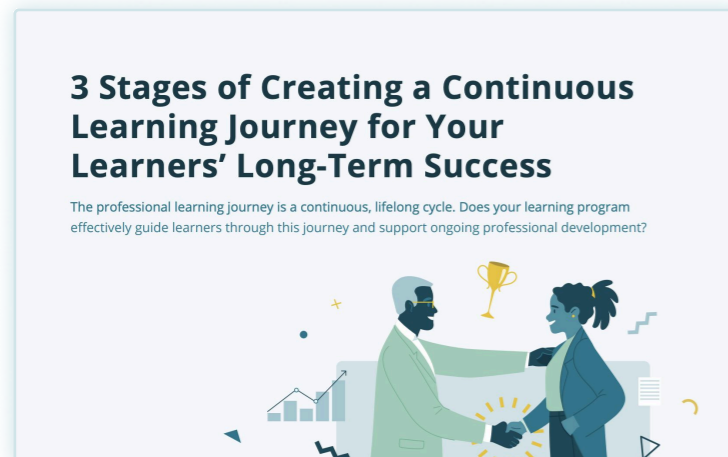 3 Stages of Creating a Continuous
Learning Journey for Your
Learners’ Long-Term Success
The professional learning journey is a continuous, lifelong cycle. Does your learning program
effectively guide learners through this journey and support ongoing professional development?